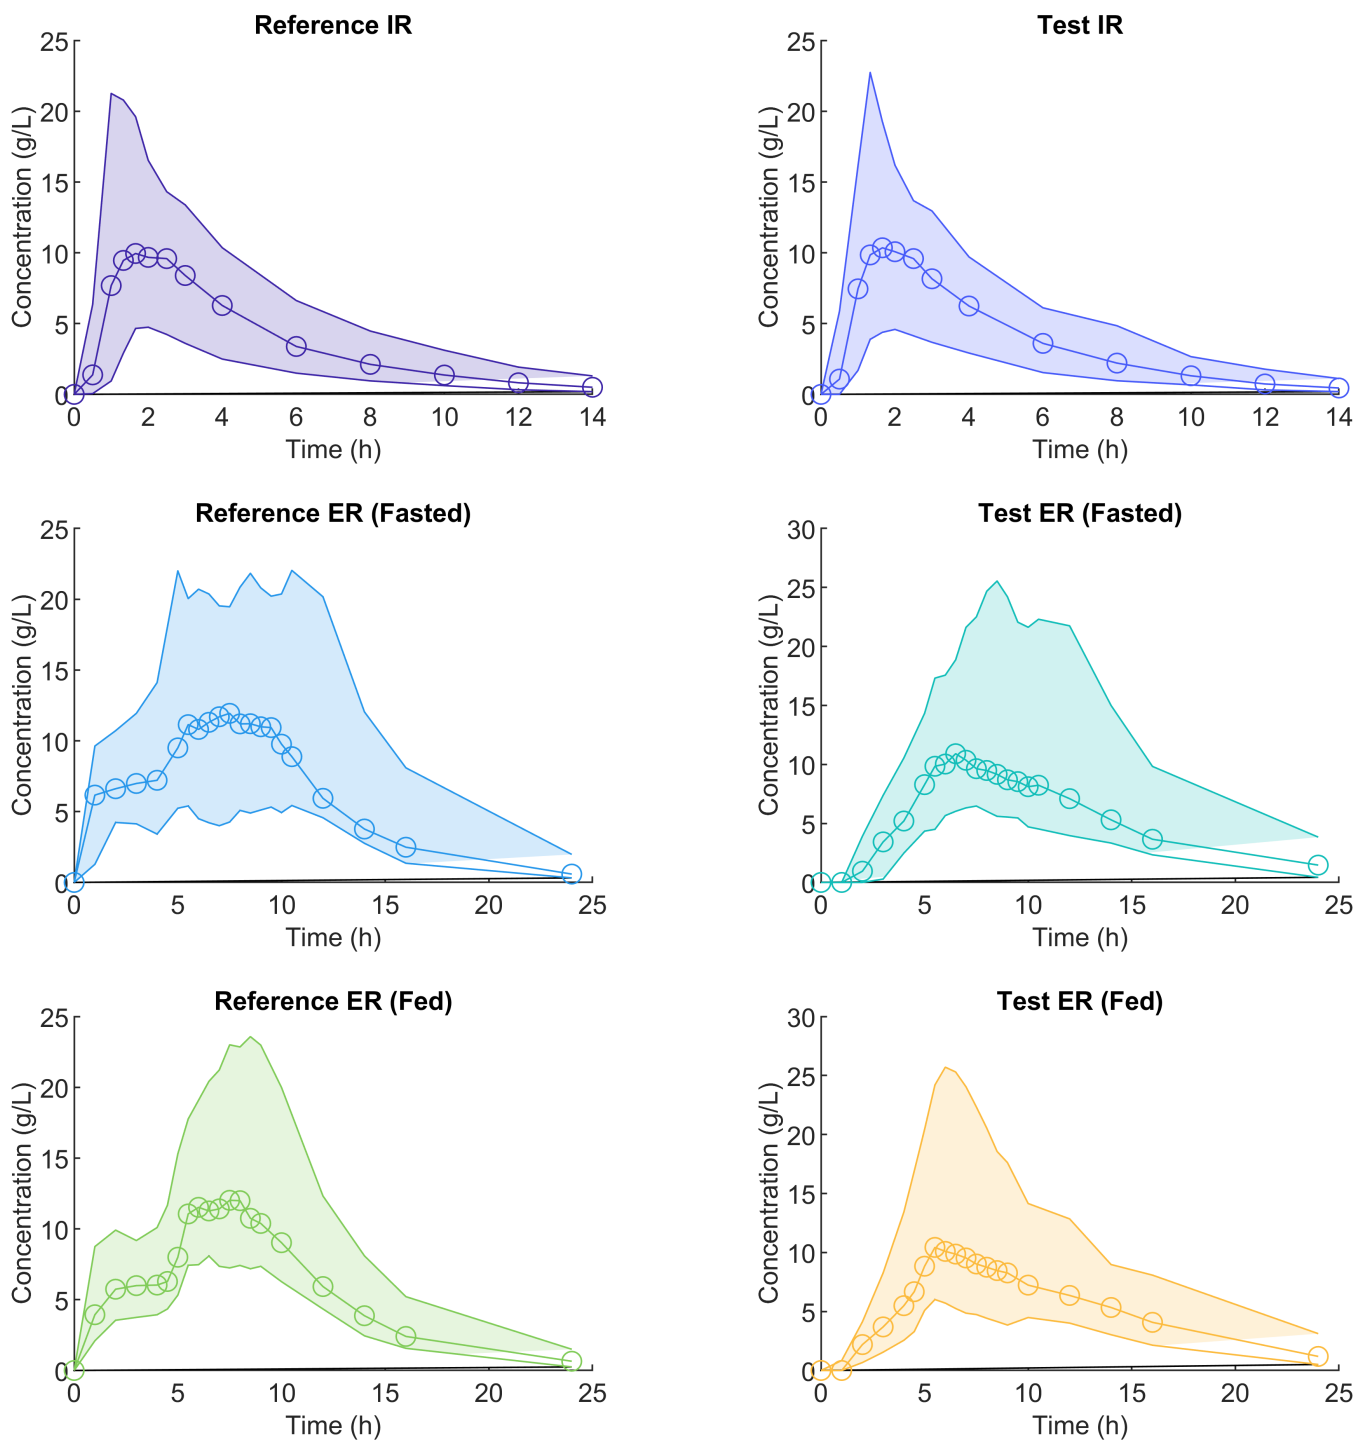 Reference IR
Concentration (g/L)
25
20
15
10
5
0
0 2 4 6 8 10 12 14
Time (h)
Test IR
Concentration (g/L)
25
20
15
10
5
0
0 2 4 6 8 10 12 14
Time (h)
Reference ER (Fasted)
Concentration (g/L)
25
20
15
10
5
0
0 5 10 15 20 25
Time (h)
Test ER (Fasted)
Concentration (g/L)
30
25
20
15
10
5
0
0 5 10 15 20 25
Time (h)
Reference ER (Fed)
Concentration (g/L)
25
20
15
10
5
0
0 5 10 15 20 25
Time (h)
Test ER (Fed)
Concentration (g/L)
30
25
20
15
10
5
0
0 5 10 15 20 25
Time (h)